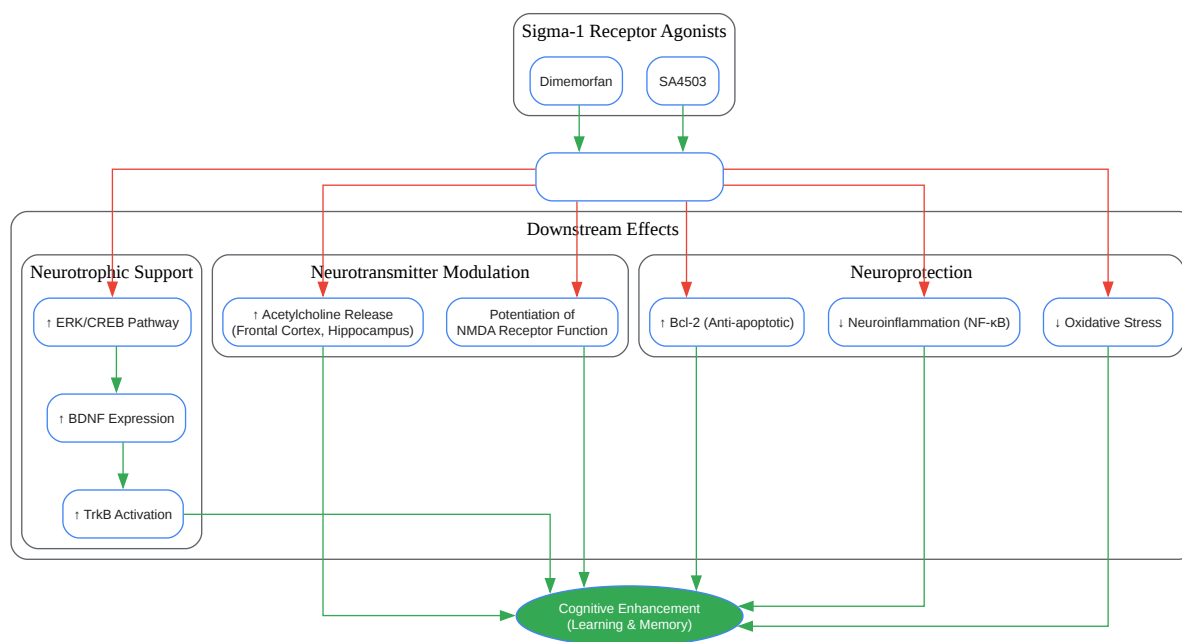 Sigma-1 Receptor Agonists
Dimemorfan
SA4503
Downstream Effects
Neurotrophic Support
↑ ERK/CREB Pathway
↑ BDNF Expression
↑ TrkB Activation
Neurotransmitter Modulation
↑ Acetylcholine Release
(Frontal Cortex, Hippocampus)
Potentiation of
NMDA Receptor Function
Neuroprotection
↑ Bcl-2 (Anti-apoptotic)
↓ Neuroinflammation (NF-κB)
↓ Oxidative Stress
Cognitive Enhancement
(Learning & Memory)